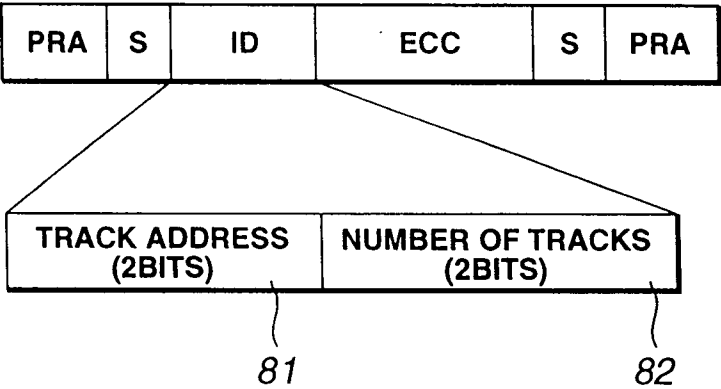 PRA S ID ECC S PRA
TRACK ADDRESS
(2BITS)
NUMBER OF TRACKS
(2BITS)
81
82